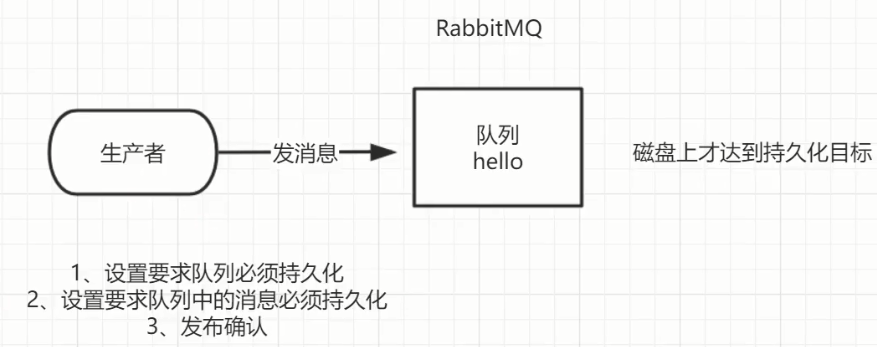 RabbitMQ
生产者
发消息
队列
hello
磁盘上才达到持久化目标
1、设置要求队列必须持久化
2、设置要求队列中的消息必须持久化
3、发布确认